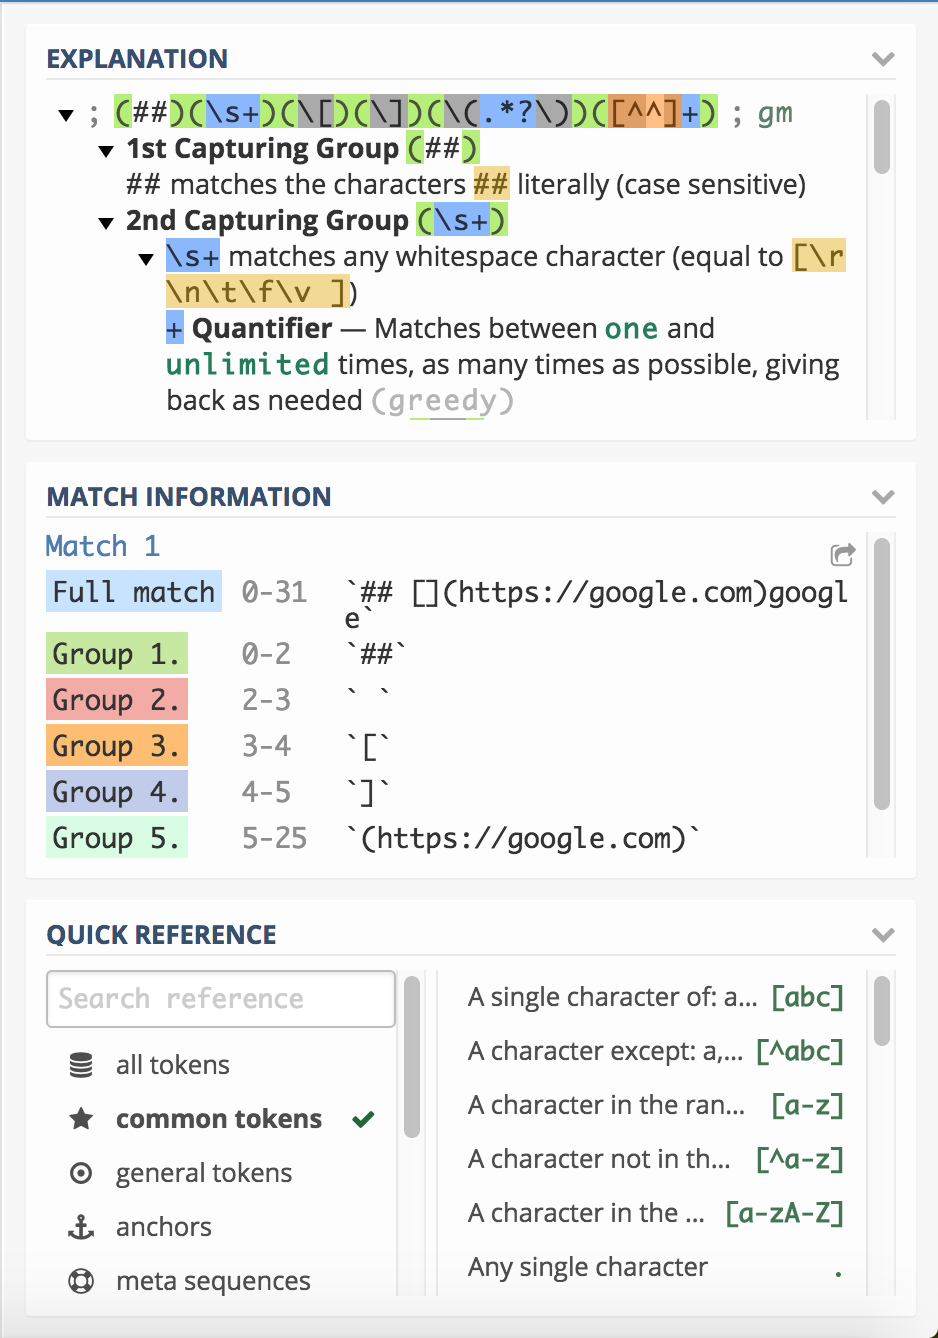 EXPLANATION
; (##)(\s+)(\[)(\])(\(.*?\))([^^]+) ; gm
1st Capturing Group (##)
## matches the characters ## literally (case sensitive)
2nd Capturing Group (\s+)
\s+ matches any whitespace character (equal to [\r
\n\t\f\v ])
+ Quantifier — Matches between one and
unlimited times, as many times as possible, giving
back as needed (greedy)
MATCH INFORMATION
Match 1
Full match 0-31 `## [](https://google.com)googl
e`
Group 1. 0-2 `##`
Group 2. 2-3 ` `
Group 3. 3-4 `[`
Group 4. 4-5 `]`
Group 5. 5-25 `(https://google.com)`
QUICK REFERENCE
Search reference
all tokens
common tokens
general tokens
anchors
meta sequences
A single character of: a... [abc]
A character except: a,... [^abc]
A character in the ran... [a-z]
A character not in th... [^a-z]
A character in the ... [a-zA-Z]
Any single character .